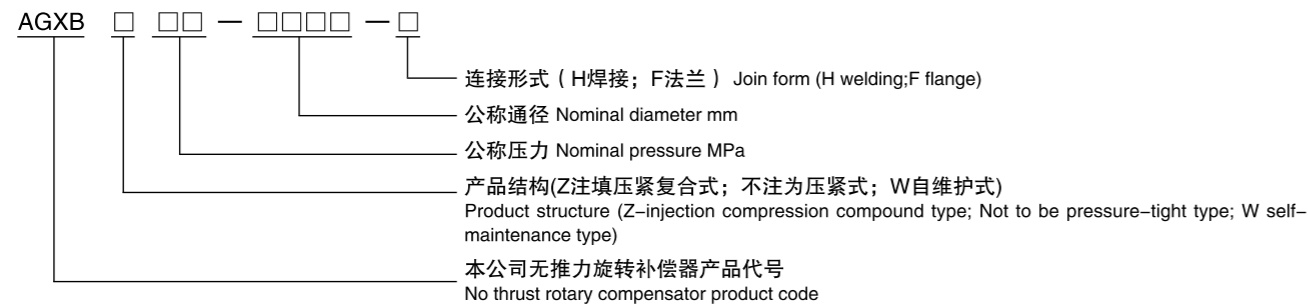 AGXB □ □□ — □□□□ — □
连接形式（H焊接；F法兰） Join form (H welding;F flange)
公称通径 Nominal diameter mm
公称压力 Nominal pressure MPa
产品结构(Z注填压紧复合式；不注为压紧式；W自维护式)
Product structure (Z–injection compression compound type; Not to be pressure–tight type; W self–
maintenance type)
本公司无推力旋转补偿器产品代号
No thrust rotary compensator product code